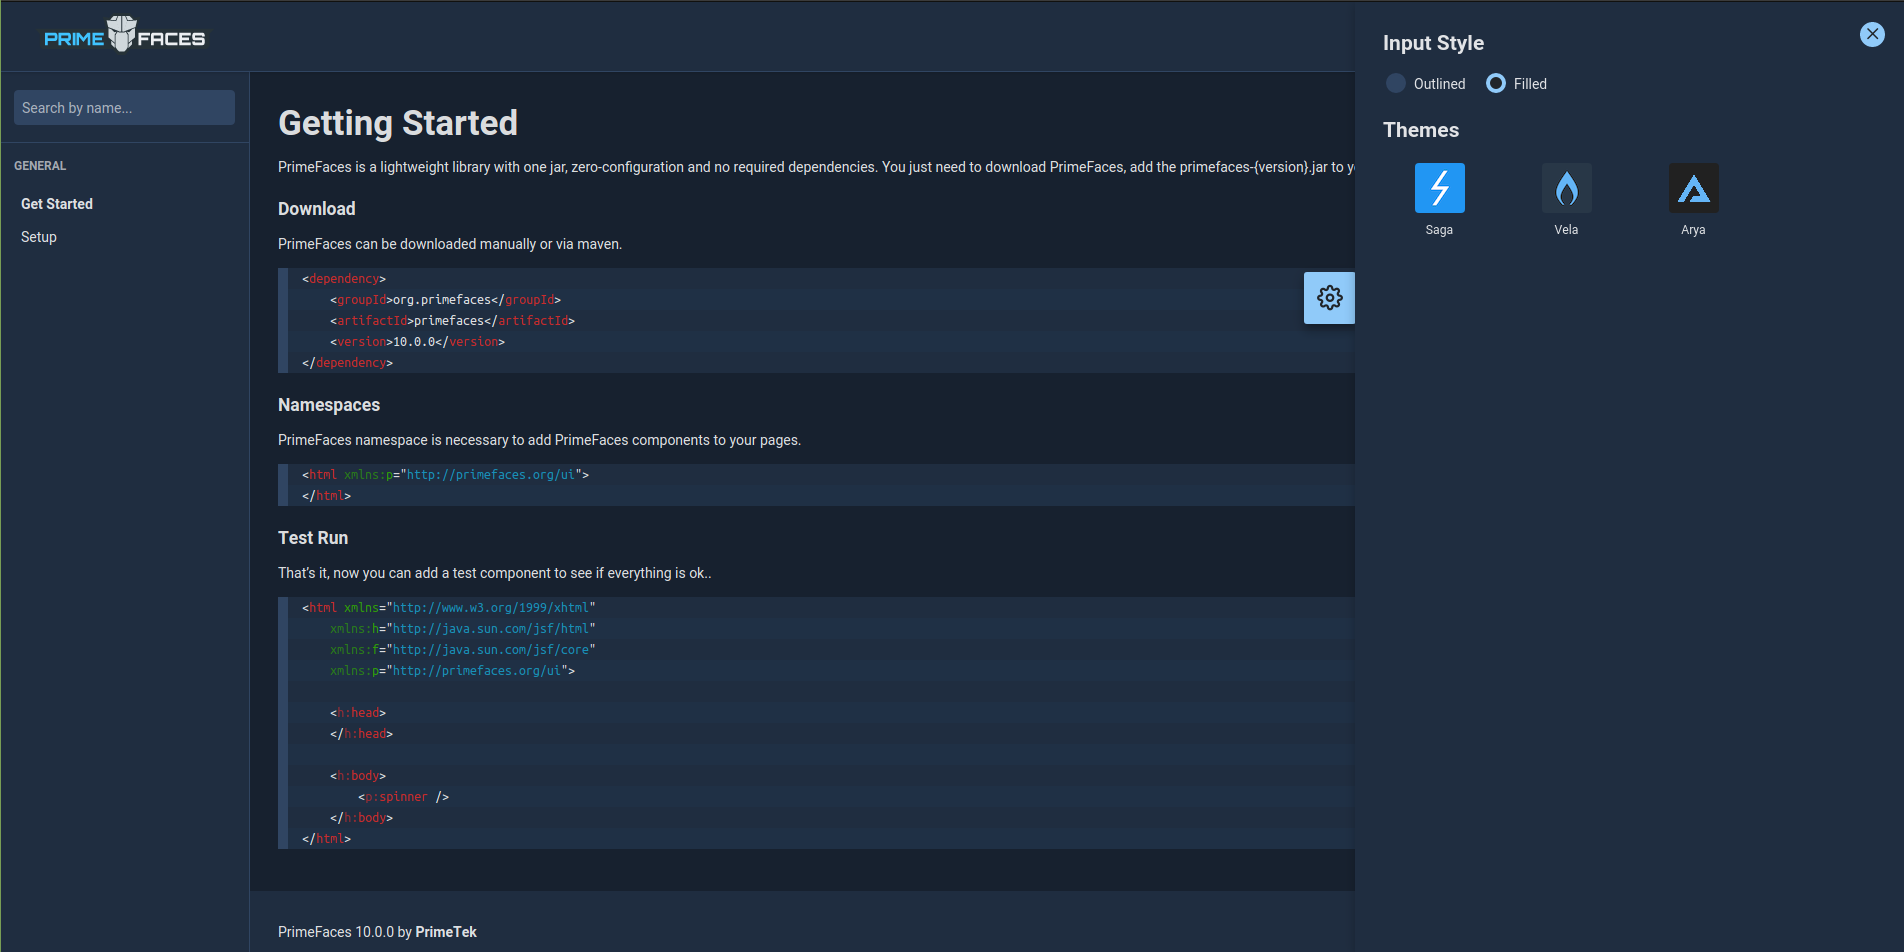 PRIME FACES
Search by name...
GENERAL
Get Started
Setup
Getting Started
PrimeFaces is a lightweight library with one jar, zero-configuration and no required dependencies. You just need to download PrimeFaces, add the primefaces-{version}.jar to y
Download
PrimeFaces can be downloaded manually or via maven.
<dependency>
    <groupId>org.primefaces</groupId>
    <artifactId>primefaces</artifactId>
    <version>10.0.0</version>
</dependency>
Namespaces
PrimeFaces namespace is necessary to add PrimeFaces components to your pages.
<html xmlns:p="http://primefaces.org/ui">
</html>
Test Run
That's it, now you can add a test component to see if everything is ok..
<html xmlns="http://www.w3.org/1999/xhtml"
    xmlns:h="http://java.sun.com/jsf/html"
    xmlns:f="http://java.sun.com/jsf/core"
    xmlns:p="http://primefaces.org/ui">
    <h:head>
    </h:head>
    <h:body>
        <p:spinner />
    </h:body>
</html>
PrimeFaces 10.0.0 by PrimeTek
Input Style
Outlined Filled
Themes
Saga Vela Arya